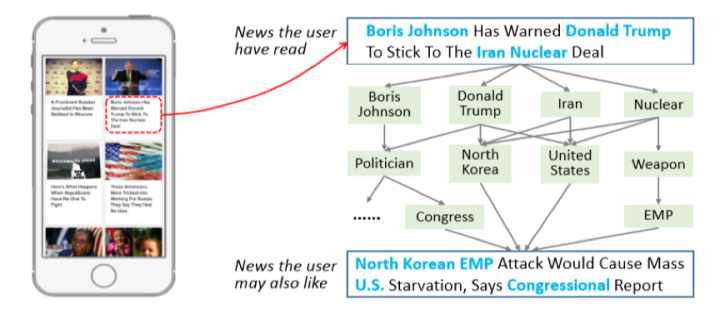 News the user
have read
Boris Johnson Has Warned Donald Trump
To Stick To The Iran Nuclear Deal
A Prominent Russian
Journalist Has Been
Stabbed In Moscow
Boris Johnson Has
Warned Donald
Trump To Stick To
The Iran Nuclear
Deal
Here's What Happens
When Republicans
Have No One To
Fight
These Americans
Were Tricked Into
Working For Russia.
They Say They Had
No Idea.
Boris
Johnson
Donald
Trump
Iran
Nuclear
Politician
North
Korea
United
States
Weapon
......
Congress
EMP
News the user
may also like
North Korean EMP Attack Would Cause Mass
U.S. Starvation, Says Congressional Report